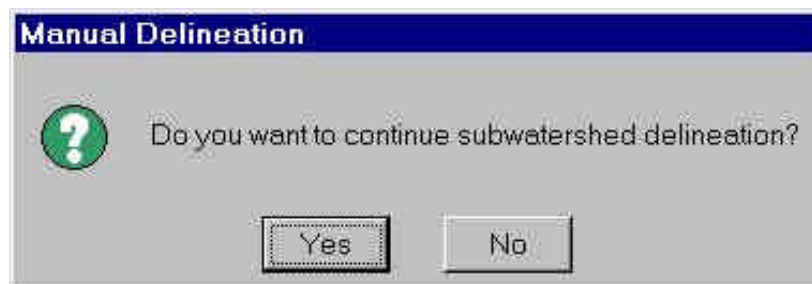 Manual Delineation
Do you want to continue subwatershed delineation?
Yes No